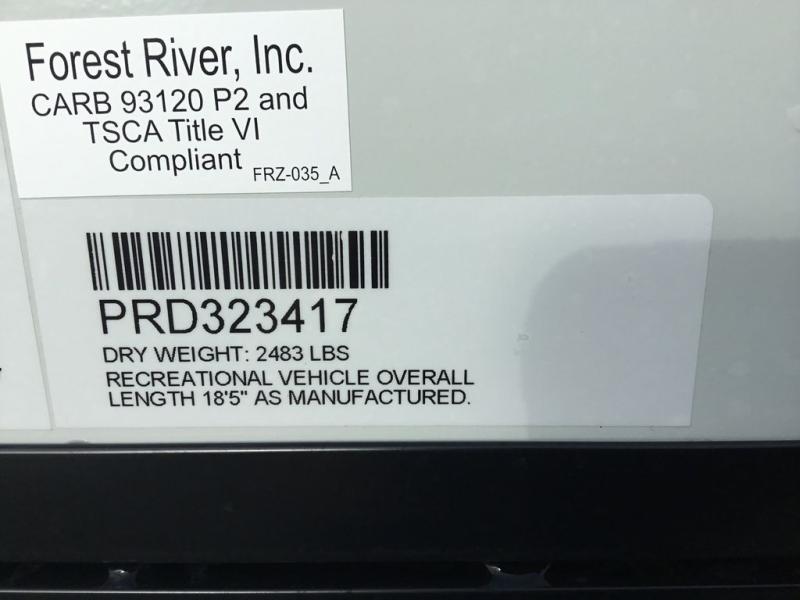 Forest River, Inc.
CARB 93120 P2 and
TSCA Title VI
Compliant
FRZ-035_A
PRD323417
DRY WEIGHT: 2483 LBS
RECREATIONAL VEHICLE OVERALL
LENGTH 18'5" AS MANUFACTURED.